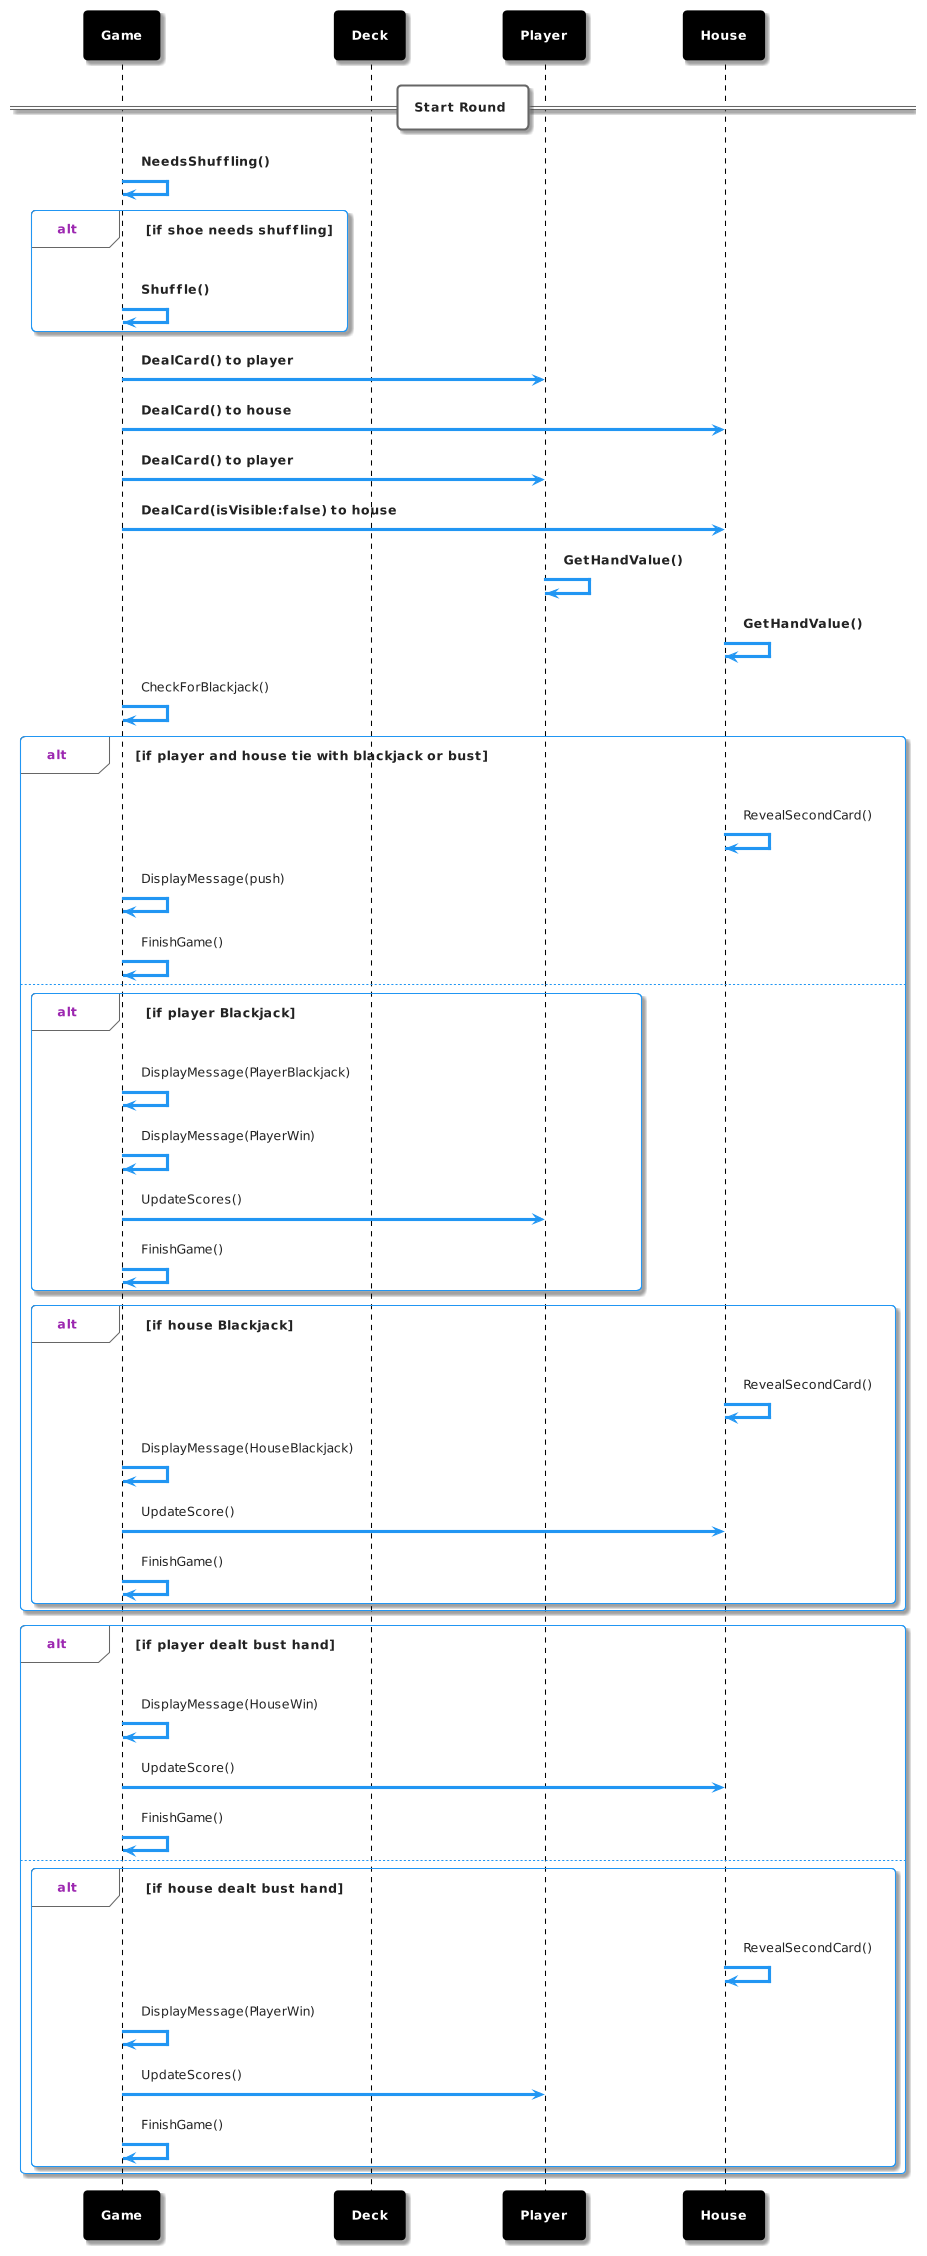 Game Deck Player House
Start Round
NeedsShuffling()
alt [if shoe needs shuffling]
Shuffle()
DealCard() to player
DealCard() to house
DealCard() to player
DealCard(isVisible:false) to house
GetHandValue()
GetHandValue()
CheckForBlackjack()
alt [if player and house tie with blackjack or bust]
RevealSecondCard()
DisplayMessage(push)
FinishGame()
alt [if player Blackjack]
DisplayMessage(PlayerBlackjack)
DisplayMessage(PlayerWin)
UpdateScores()
FinishGame()
alt [if house Blackjack]
RevealSecondCard()
DisplayMessage(HouseBlackjack)
UpdateScore()
FinishGame()
alt [if player dealt bust hand]
DisplayMessage(HouseWin)
UpdateScore()
FinishGame()
alt [if house dealt bust hand]
RevealSecondCard()
DisplayMessage(PlayerWin)
UpdateScores()
FinishGame()
Game Deck Player House